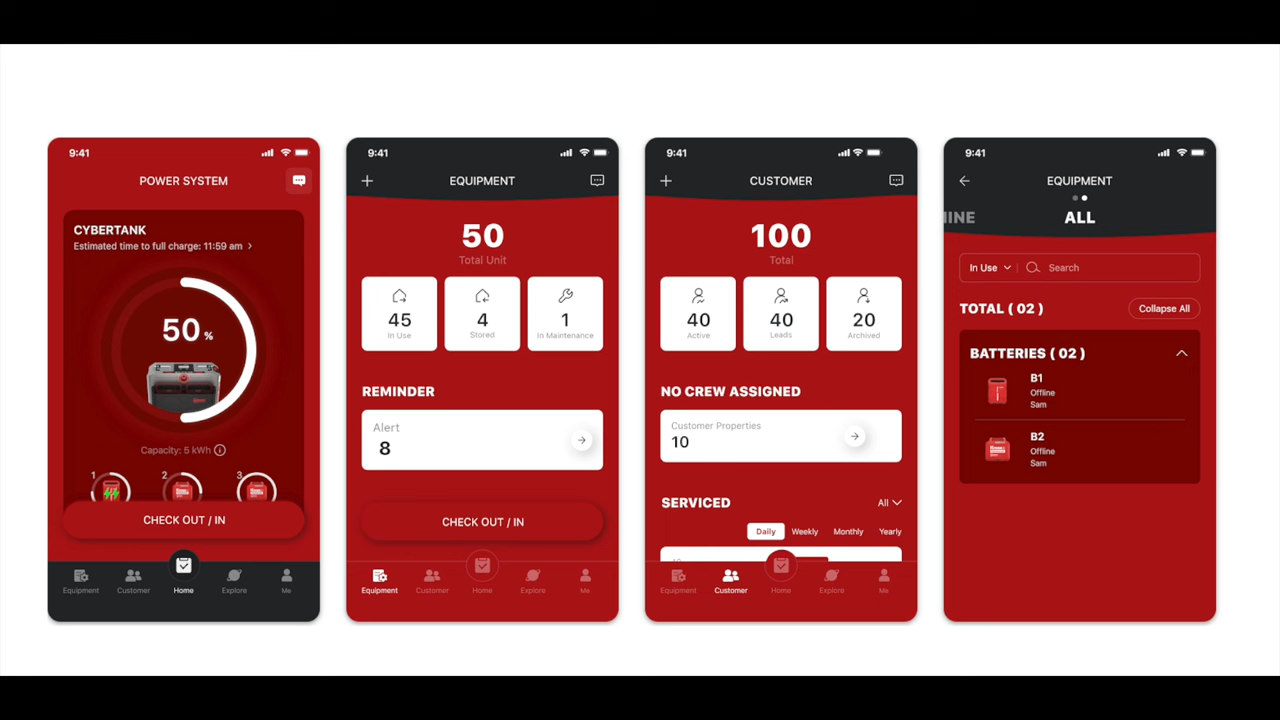 9:41
POWER SYSTEM
CYBERTANK
Estimated time to full charge: 11:59 am
50 %
Capacity: 5 kWh
1
2
3
CHECK OUT / IN
Equipment
Customer
Home
Explore
Me
9:41
EQUIPMENT
50
Total Unit
45
In Use
4
Stored
1
In Maintenance
REMINDER
Alert
8
CHECK OUT / IN
Equipment
Customer
Home
Explore
Me
9:41
CUSTOMER
100
Total
40
Active
40
Leads
20
Archived
NO CREW ASSIGNED
Customer Properties
10
SERVICED
All
Daily
Weekly
Monthly
Yearly
Equipment
Customer
Home
Explore
Me
9:41
EQUIPMENT
INE
ALL
In Use
Search
TOTAL ( 02 )
Collapse All
BATTERIES ( 02 )
B1
Offline
Sam
B2
Offline
Sam